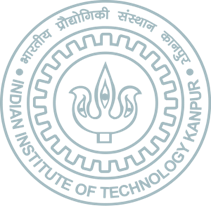 भारतीय प्रौद्योगिकी संस्थान कानपुर
INDIAN INSTITUTE OF TECHNOLOGY KANPUR